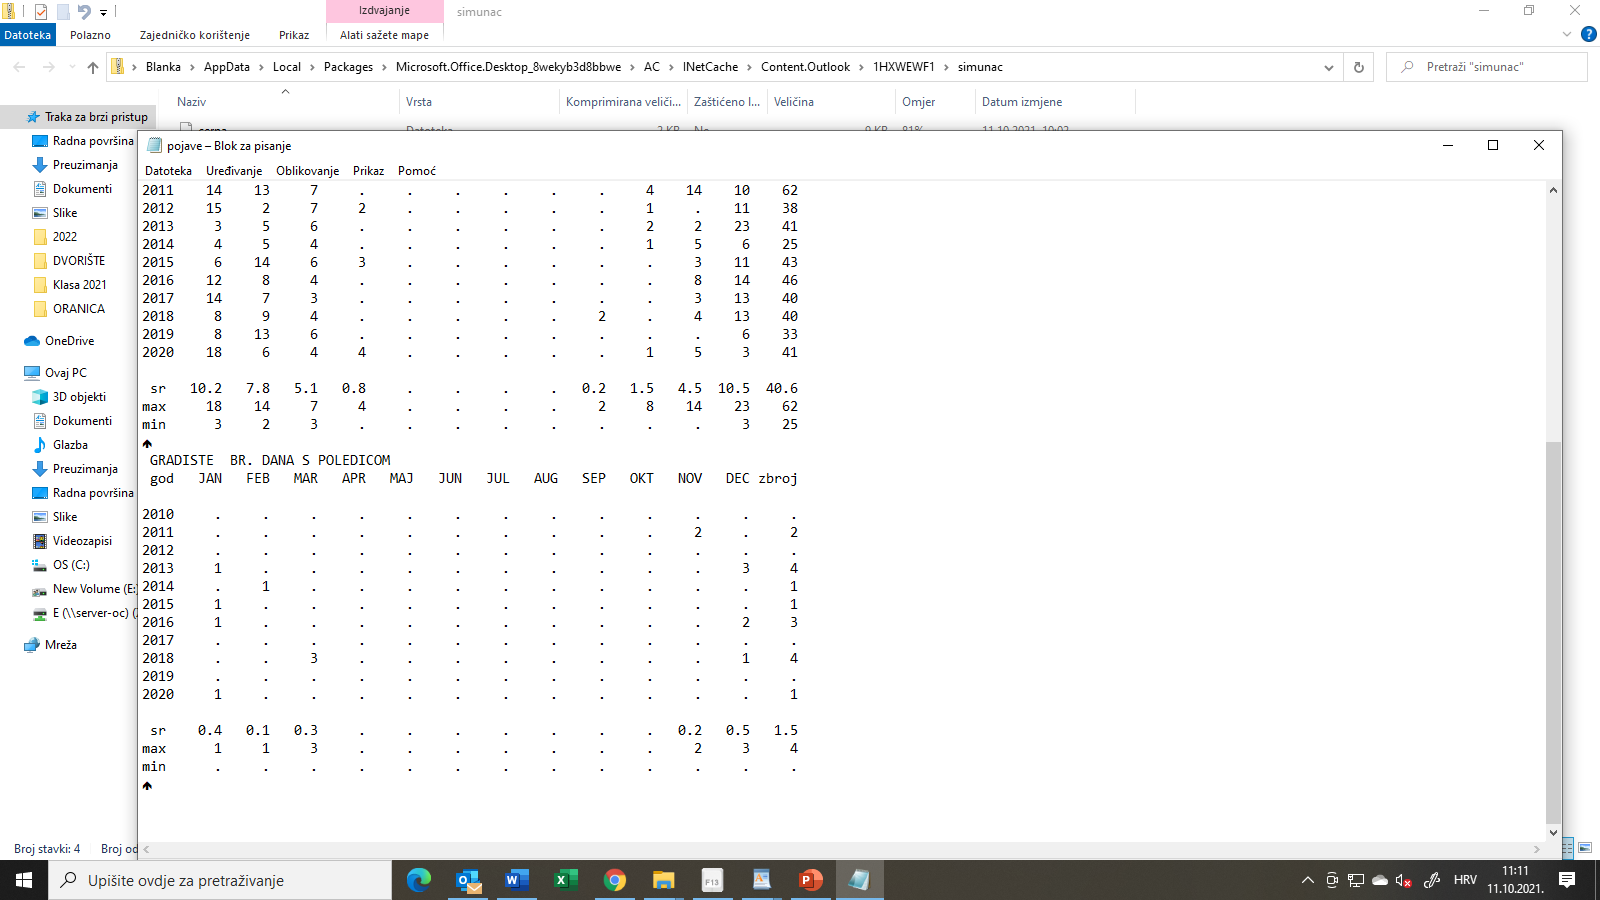 Izdvajanje
simunac
Datoteka Polazno Zajedničko korištenje Prikaz Alati sažete mape
Blanka › AppData › Local › Packages › Microsoft.Office.Desktop_8wekyb3d8bbwe › AC › INetCache › Content.Outlook › 1HXWEWF1 › simunac
Pretraži "simunac"
Naziv Vrsta Komprimirana veliči... Zaštićeno l... Veličina Omjer Datum izmjene
Traka za brzi pristup
Radna površina
Preuzimanja
Dokumenti
Slike
2022
DVORIŠTE
Klasa 2021
ORANICA
OneDrive
Ovaj PC
3D objekti
Dokumenti
Glazba
Preuzimanja
Radna površina
Slike
Videozapisi
OS (C:)
New Volume (E:
E (\\server-oc) (
Mreža
pojave – Blok za pisanje
Datoteka Uređivanje Oblikovanje Prikaz Pomoć
2011 14 13 7 . . . . . . 4 14 10 62
2012 15 2 7 2 . . . . . 1 . 11 38
2013 3 5 6 . . . . . . 2 2 23 41
2014 4 5 4 . . . . . . 1 5 6 25
2015 6 14 6 3 . . . . . . 3 11 43
2016 12 8 4 . . . . . . . 8 14 46
2017 14 7 3 . . . . . . . 3 13 40
2018 8 9 4 . . . . . 2 . 4 13 40
2019 8 13 6 . . . . . . . . 6 33
2020 18 6 4 4 . . . . . 1 5 3 41
sr 10.2 7.8 5.1 0.8 . . . . 0.2 1.5 4.5 10.5 40.6
max 18 14 7 4 . . . . 2 8 14 23 62
min 3 2 3 . . . . . . . . 3 25
GRADISTE BR. DANA S POLEDICOM
god JAN FEB MAR APR MAJ JUN JUL AUG SEP OKT NOV DEC zbroj
2010 . . . . . . . . . . . . .
2011 . . . . . . . . . . 2 . 2
2012 . . . . . . . . . . . . .
2013 1 . . . . . . . . . . 3 4
2014 . 1 . . . . . . . . . . 1
2015 1 . . . . . . . . . . . 1
2016 1 . . . . . . . . . . 2 3
2017 . . . . . . . . . . . . .
2018 . . 3 . . . . . . . . 1 4
2019 . . . . . . . . . . . . .
2020 1 . . . . . . . . . . . 1
sr 0.4 0.1 0.3 . . . . . . . 0.2 0.5 1.5
max 1 1 3 . . . . . . . 2 3 4
min . . . . . . . . . . . . .
Broj stavki: 4 Broj od
Upišite ovdje za pretraživanje
F13
HRV
11:11
11.10.2021.